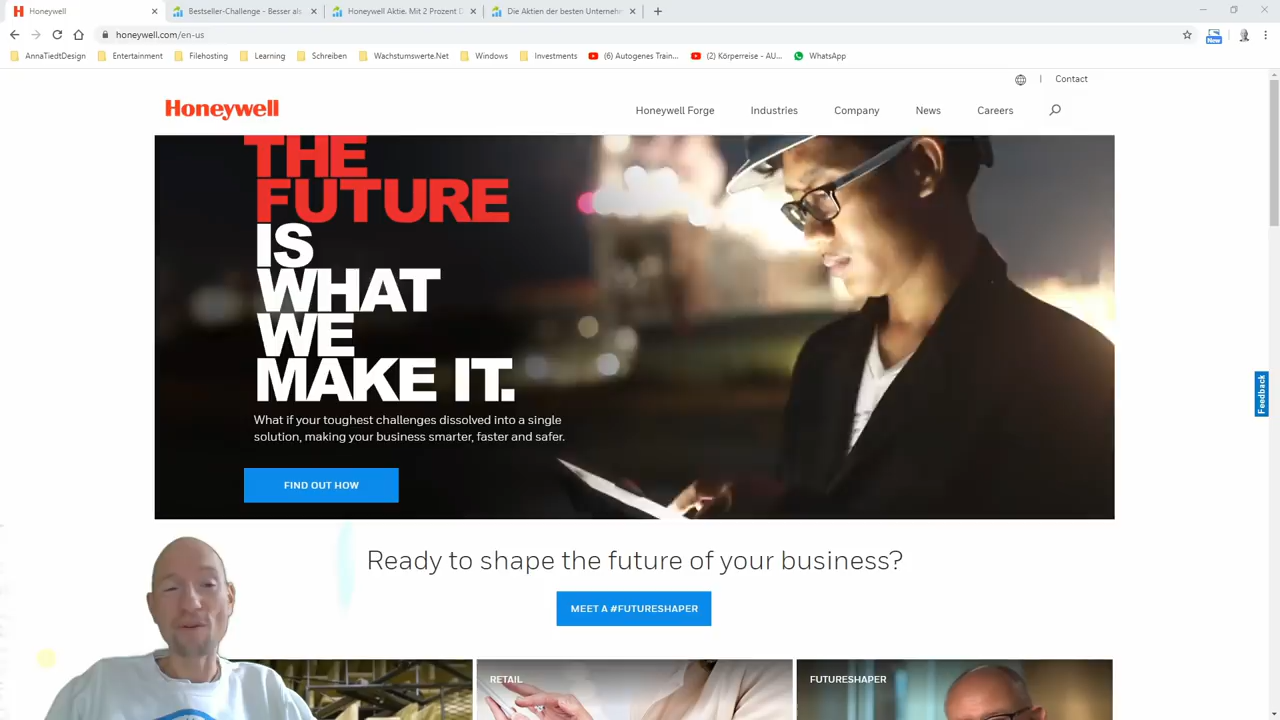 Honeywell
Bestseller-Challenge - Besser als
Honeywell Aktie. Mit 2 Prozent D
Die Aktien der besten Unternehm
honeywell.com/en-us
New
AnnaTiedtDesign
Entertainment
Filehosting
Learning
Schreiben
Wachstumswerte.Net
Windows
Investments
(6) Autogenes Train...
(2) Körperreise - AU...
WhatsApp
Contact
Honeywell
Honeywell Forge
Industries
Company
News
Careers
THE
FUTURE
IS
WHAT
WE
MAKE IT.
What if your toughest challenges dissolved into a single
solution, making your business smarter, faster and safer.
FIND OUT HOW
Feedback
Ready to shape the future of your business?
MEET A #FUTURESHAPER
RETAIL
FUTURESHAPER